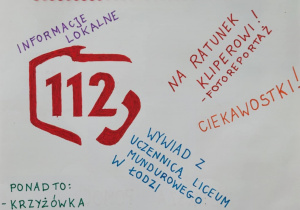 INFORMACJE
LOKALNE
112
NA RATUNEK
KLIPEROWI!
-FOTOREPORTAŻ
CIEKAWOSTKI!
WYWIAD Z
UCZENNICĄ LICEUM
MUNDUROWEGO
W ŁODZI
PONADTO:
- KRZYŻÓWKA